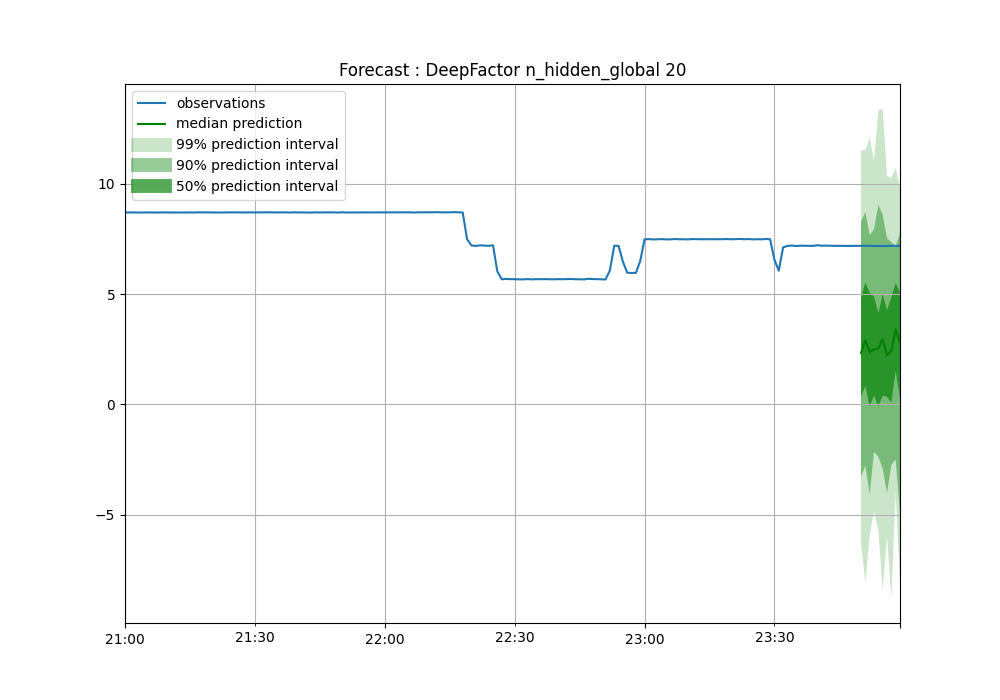 Forecast : DeepFactor n_hidden_global 20
observations
median prediction
99% prediction interval
90% prediction interval
50% prediction interval
10
5
0
−5
21:00
21:30
22:00
22:30
23:00
23:30